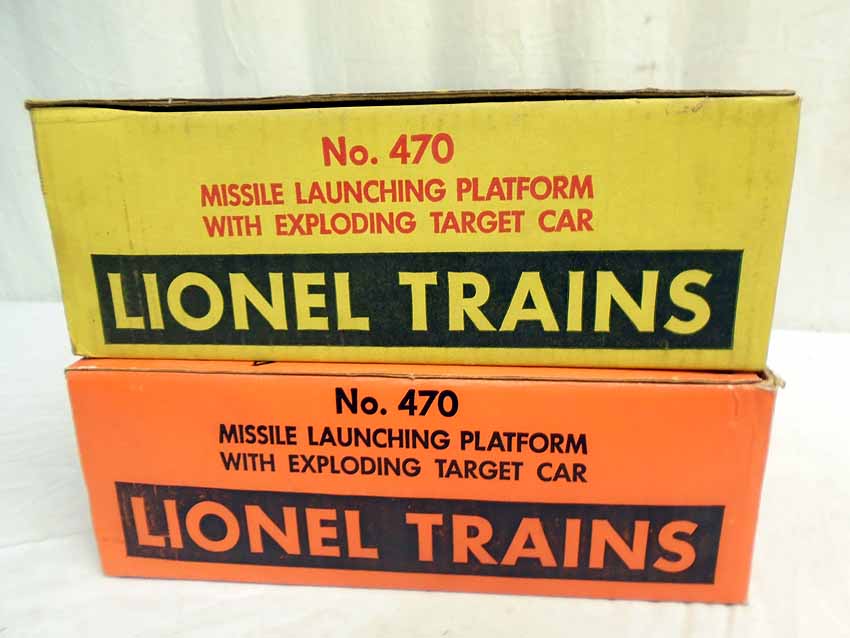 No. 470
MISSILE LAUNCHING PLATFORM
WITH EXPLODING TARGET CAR
LIONEL TRAINS
No. 470
MISSILE LAUNCHING PLATFORM
WITH EXPLODING TARGET CAR
LIONEL TRAINS